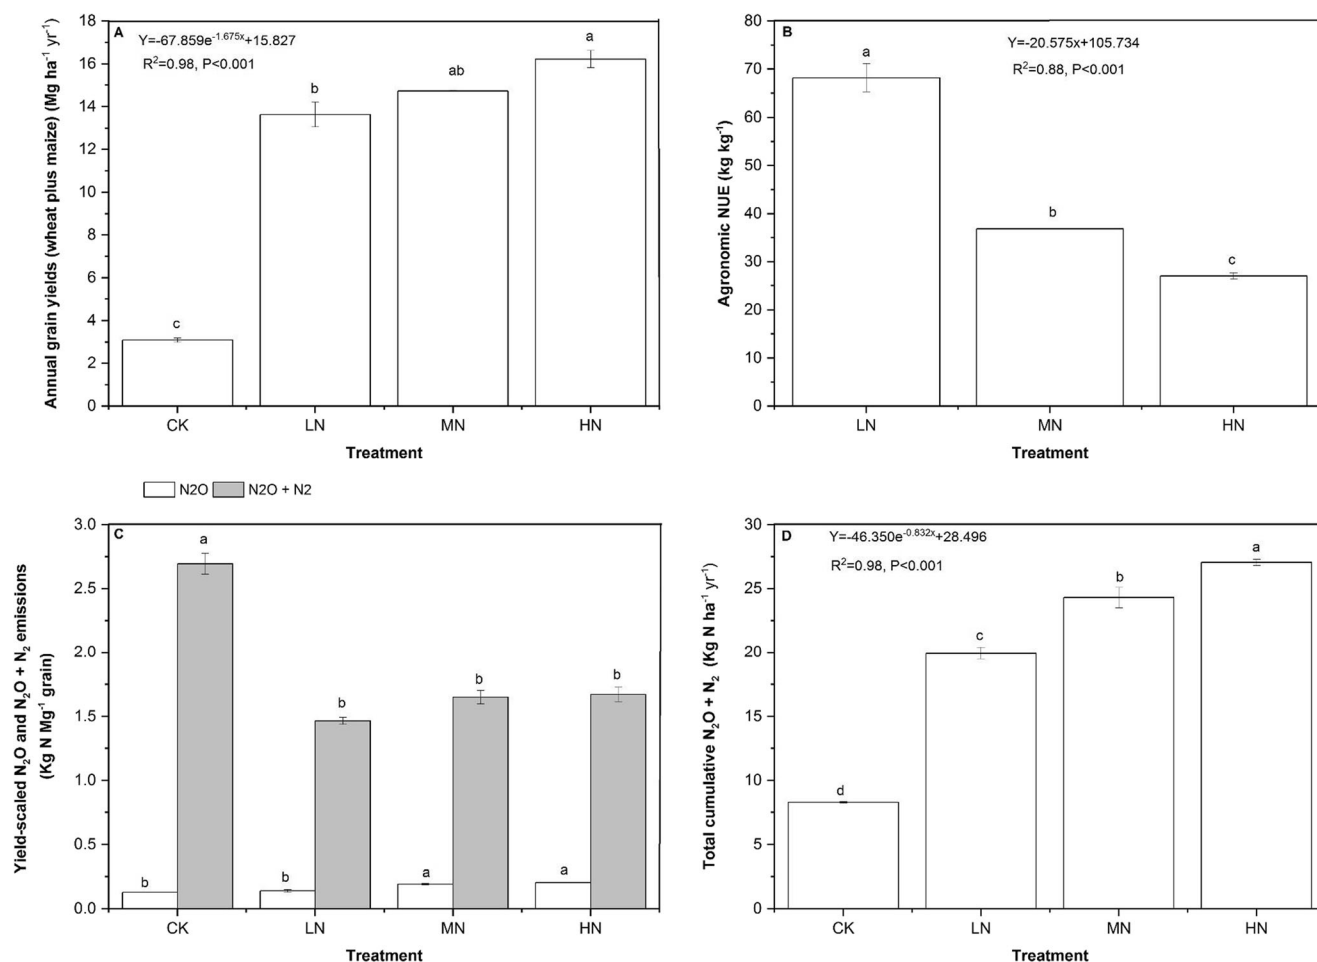 A
Y=-67.859e-1.675x+15.827
R2=0.98, P<0.001
Annual grain yields (wheat plus maize) (Mg ha-1 yr-1)
18
16
14
12
10
8
6
4
2
0
c
b
ab
a
CK LN MN HN
Treatment
B
Y=-20.575x+105.734
R2=0.88, P<0.001
Agronomic NUE (kg kg-1)
80
70
60
50
40
30
20
10
0
a
b
c
LN MN HN
Treatment
N2O N2O + N2
C
Yield-scaled N2O and N2O + N2 emissions
(Kg N Mg-1 grain)
3.0
2.5
2.0
1.5
1.0
0.5
0.0
b a
b b
a b
a b
CK LN MN HN
Treatment
D
Y=-46.350e-0.832x+28.496
R2=0.98, P<0.001
Total cumulative N2O + N2 (Kg N ha-1 yr-1)
30
25
20
15
10
5
0
d
c
b
a
CK LN MN HN
Treatment